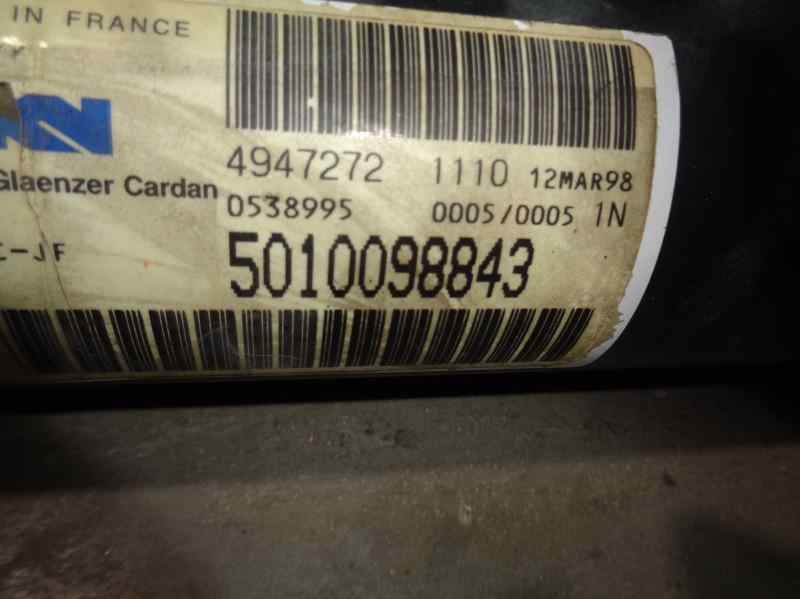 IN FRANCE
4947272 1110 12MAR98
Glaenzer Cardan
0538995 0005/0005 1N
-JF
5010098843